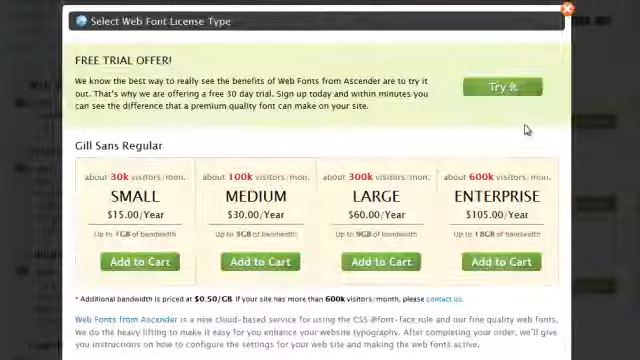 Select Web Font License Type
FREE TRIAL OFFER!
We know the best way to really see the benefits of Web Fonts from Ascender are to try it
out. That's why we are offering a free 30 day trial. Sign up today and within minutes you
can see the difference that a premium quality font can make on your site.
Try it
Gill Sans Regular
about 30k visitors/mon. about 100k visitors/mon. about 300k visitors/mon. about 600k visitors/mon.
SMALL MEDIUM LARGE ENTERPRISE
$15.00/Year $30.00/Year $60.00/Year $105.00/Year
Up to 1GB of bandwidth Up to 3GB of bandwidth Up to 9GB of bandwidth Up to 18GB of bandwidth
Add to Cart Add to Cart Add to Cart Add to Cart
* Additional bandwidth is priced at $0.50/GB. If your site has more than 600k visitors/month, please contact us.
Web Fonts from Ascender is a new cloud-based service for using the CSS @font-face rule and our fine quality web fonts.
We do the heavy lifting to make it easy for you enhance your website typography. After completing your order, we'll give
you instructions on how to configure the settings for your web site and making the web fonts active.